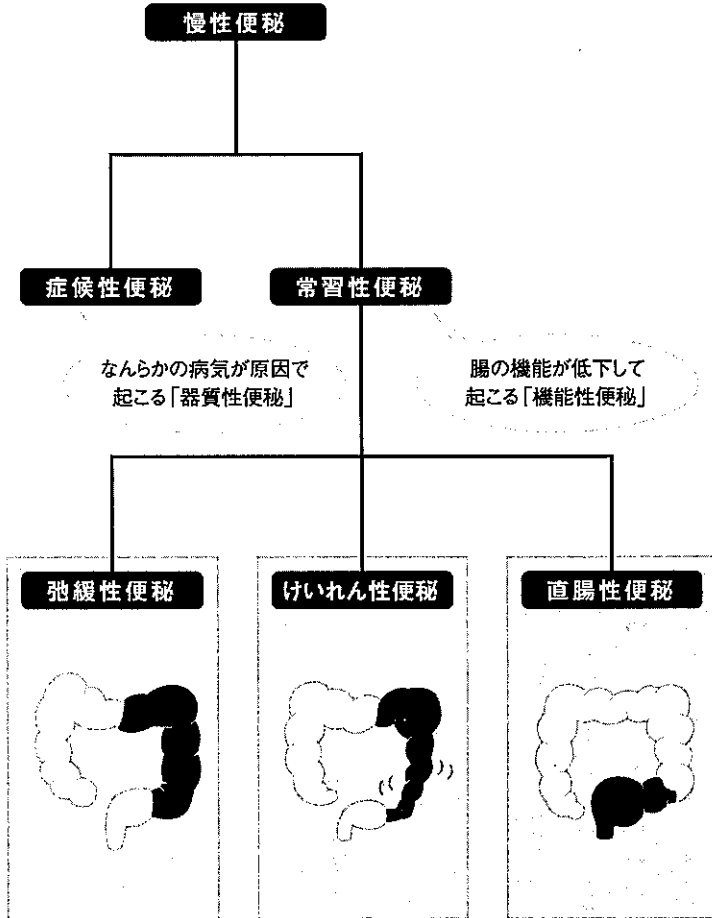 慢性便秘
症候性便秘
常習性便秘
なんらかの病気が原因で
起こる「器質性便秘」
腸の機能が低下して
起こる「機能性便秘」
弛緩性便秘
けいれん性便秘
直腸性便秘